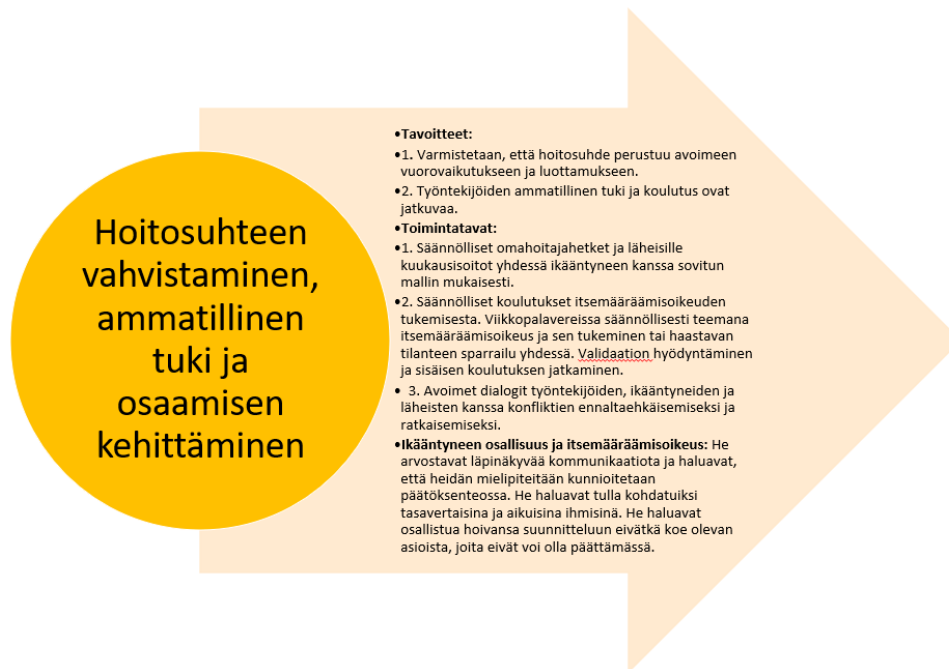 Hoitosuhteen
vahvistaminen,
ammatillinen
tuki ja
osaamisen
kehittäminen
•Tavoitteet:
•1. Varmistetaan, että hoitosuhde perustuu avoimeen
vuorovaikutukseen ja luottamukseen.
•2. Työntekijöiden ammatillinen tuki ja koulutus ovat
jatkuvaa.
•Toimintatavat:
•1. Säännölliset omahoitajahetket ja läheisille
kuukausisoitot yhdessä ikääntyneen kanssa sovitun
mallin mukaisesti.
•2. Säännölliset koulutukset itsemääräämisoikeuden
tukemisesta. Viikkopalavereissa säännöllisesti teemana
itsemääräämisoikeus ja sen tukeminen tai haastavan
tilanteen sparrailu yhdessä. Validaation hyödyntäminen
ja sisäisen koulutuksen jatkaminen.
• 3. Avoimet dialogit työntekijöiden, ikääntyneiden ja
läheisten kanssa konfliktien ennaltaehkäisemiseksi ja
ratkaisemiseksi.
•Ikääntyneen osallisuus ja itsemääräämisoikeus: He
arvostavat läpinäkyvää kommunikaatiota ja haluavat,
että heidän mielipiteitään kunnioitetaan
päätöksenteossa. He haluavat tulla kohdatuiksi
tasavertaisina ja aikuisina ihmisinä. He haluavat
osallistua hoivansa suunnitteluun eivätkä koe olevan
asioista, joita eivät voi olla päättämässä.